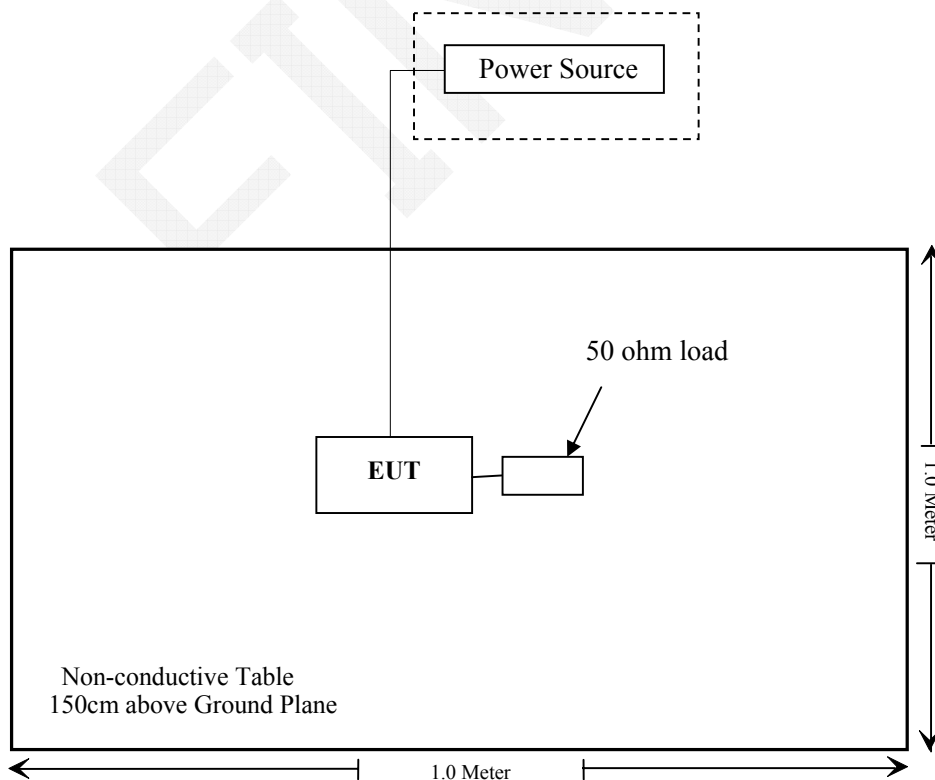 Power Source
50 ohm load
EUT
1.0 Meter
Non-conductive Table
150cm above Ground Plane
1.0 Meter